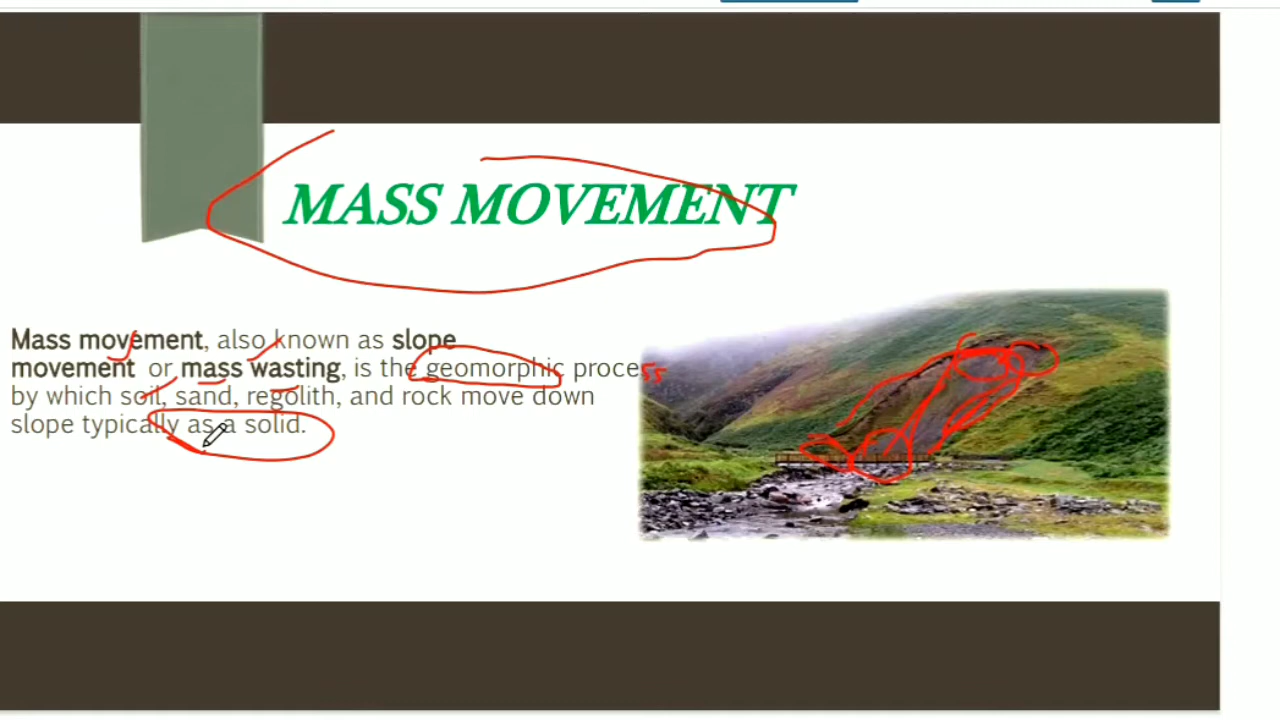 MASS MOVEMENT
Mass movement, also known as slope
movement or mass wasting, is the geomorphic process
by which soil, sand, regolith, and rock move down
slope typically as a solid.